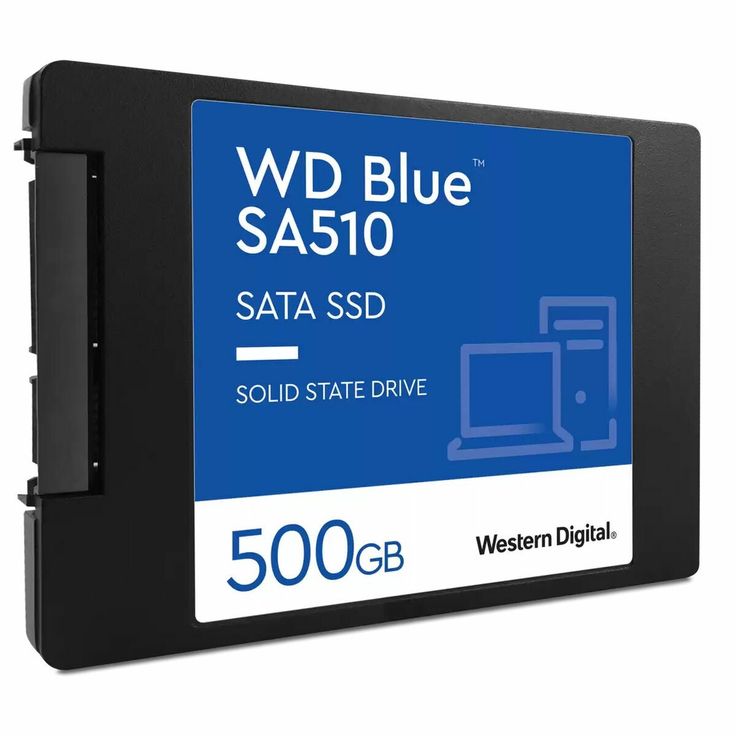 WD Blue™
SA510
SATA SSD
SOLID STATE DRIVE
500GB
Western Digital®